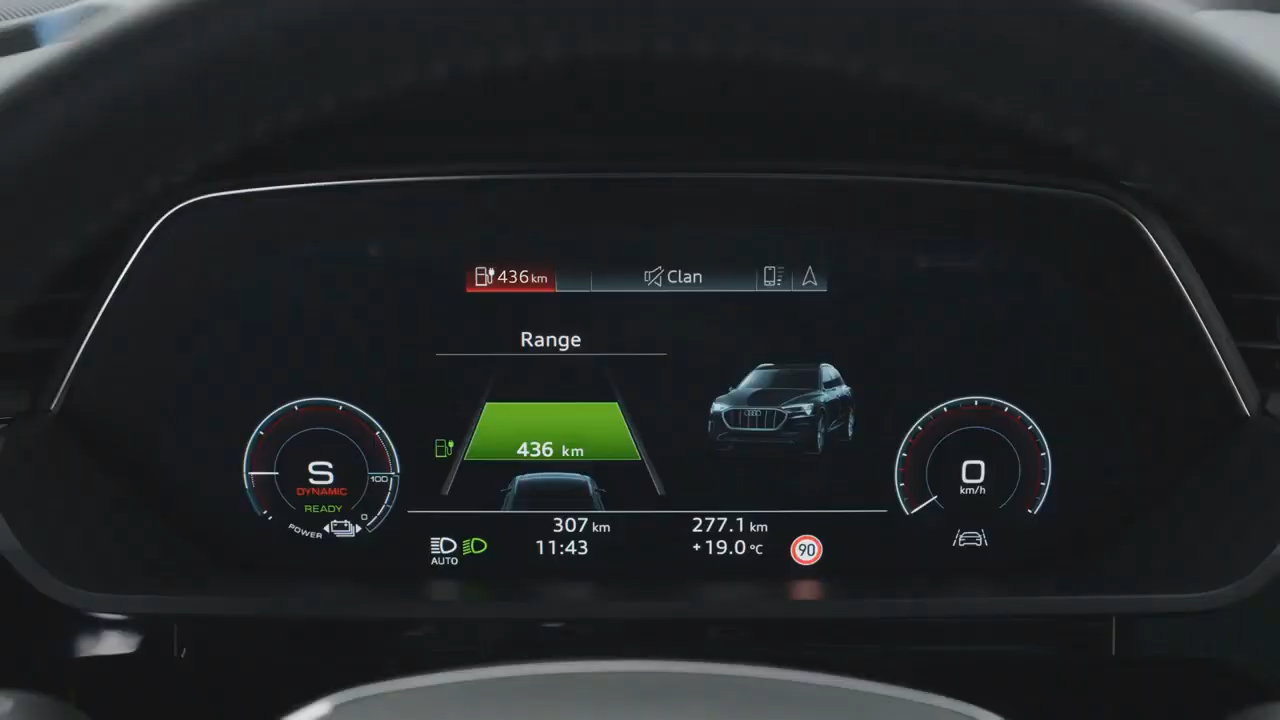 436 km
Clan
Range
436 km
S
DYNAMIC
READY
100
0
POWER
0
km/h
307 km
277.1 km
AUTO
11:43
+19.0 °C
90